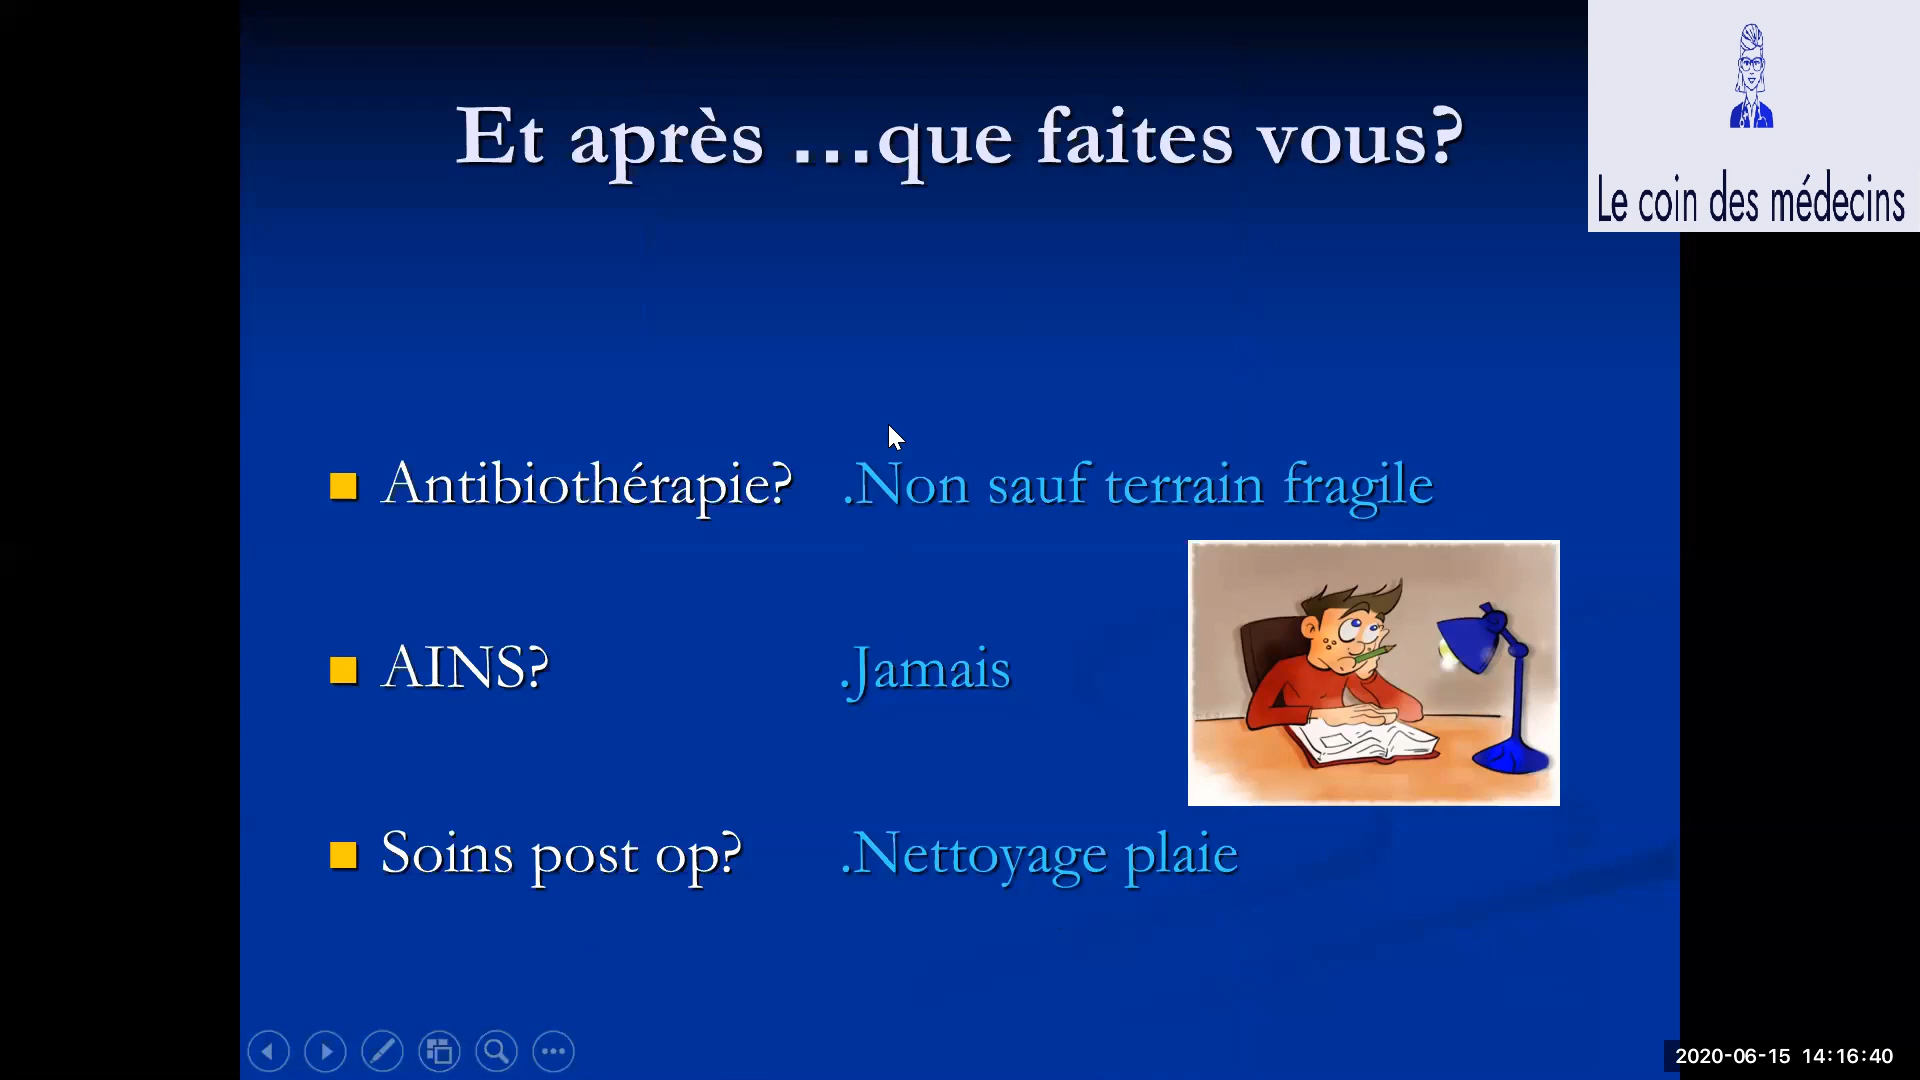 Et après ...que faites vous?
Le coin des médecins
Antibiothérapie? .Non sauf terrain fragile
AINS? .Jamais
Soins post op? .Nettoyage plaie
2020-06-15 14:16:40